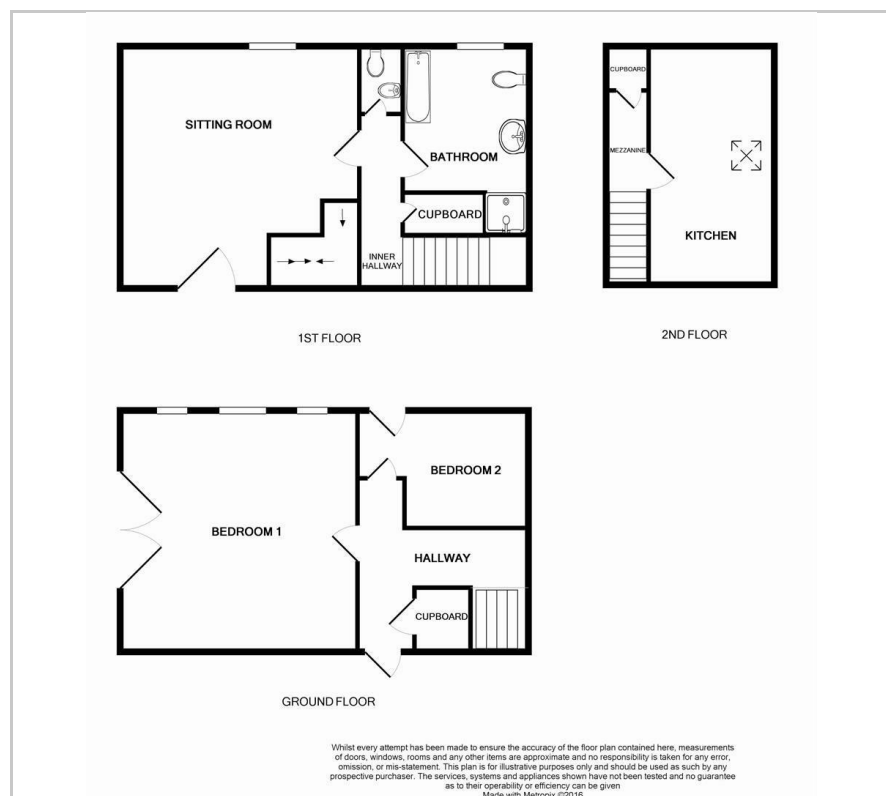 SITTING ROOM
BATHROOM
CUPBOARD
INNER
HALLWAY
1ST FLOOR
CUPBOARD
MEZZANINE
KITCHEN
2ND FLOOR
BEDROOM 1
BEDROOM 2
HALLWAY
CUPBOARD
GROUND FLOOR
Whilst every attempt has been made to ensure the accuracy of the floor plan contained here, measurements
of doors, windows, rooms and any other items are approximate and no responsibility is taken for any error,
omission, or mis-statement. This plan is for illustrative purposes only and should be used as such by any
prospective purchaser. The services, systems and appliances shown have not been tested and no guarantee
as to their operability or efficiency can be given
Made with Metropix ©2016